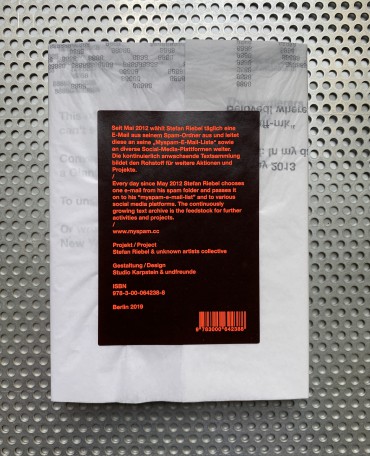 Seit Mai 2012 wählt Stefan Riebel täglich eine
E-Mail aus seinem Spam-Ordner aus und leitet
diese an seine „Myspam-E-Mail-Liste“ sowie
an diverse Social-Media-Plattformen weiter.
Die kontinuierlich anwachsende Textsammlung
bildet den Rohstoff für weitere Aktionen und
Projekte.
/
Every day since May 2012 Stefan Riebel chooses
one e-mail from his spam folder and passes it
on to his “myspam-e-mail-list” and to various
social media platforms. The continuously
growing text archive is the feedstock for further
activities and projects.
/
www.myspam.cc
Projekt / Project
Stefan Riebel & unknown artists collective
Gestaltung / Design
Studio Karpstein & undfreunde
ISBN
978-3-00-064238-8
Berlin 2019
9 783000 642388